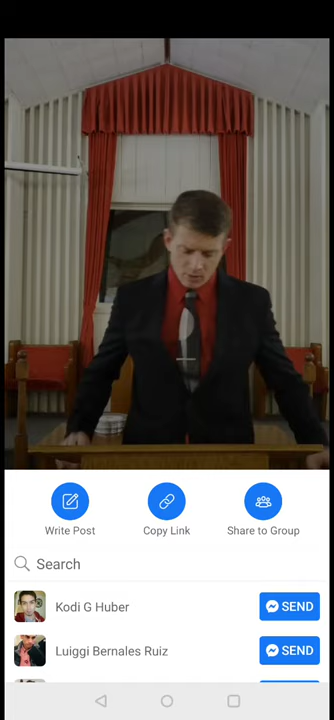 Write Post
Copy Link
Share to Group
Search
Kodi G Huber
SEND
Luiggi Bernales Ruiz
SEND